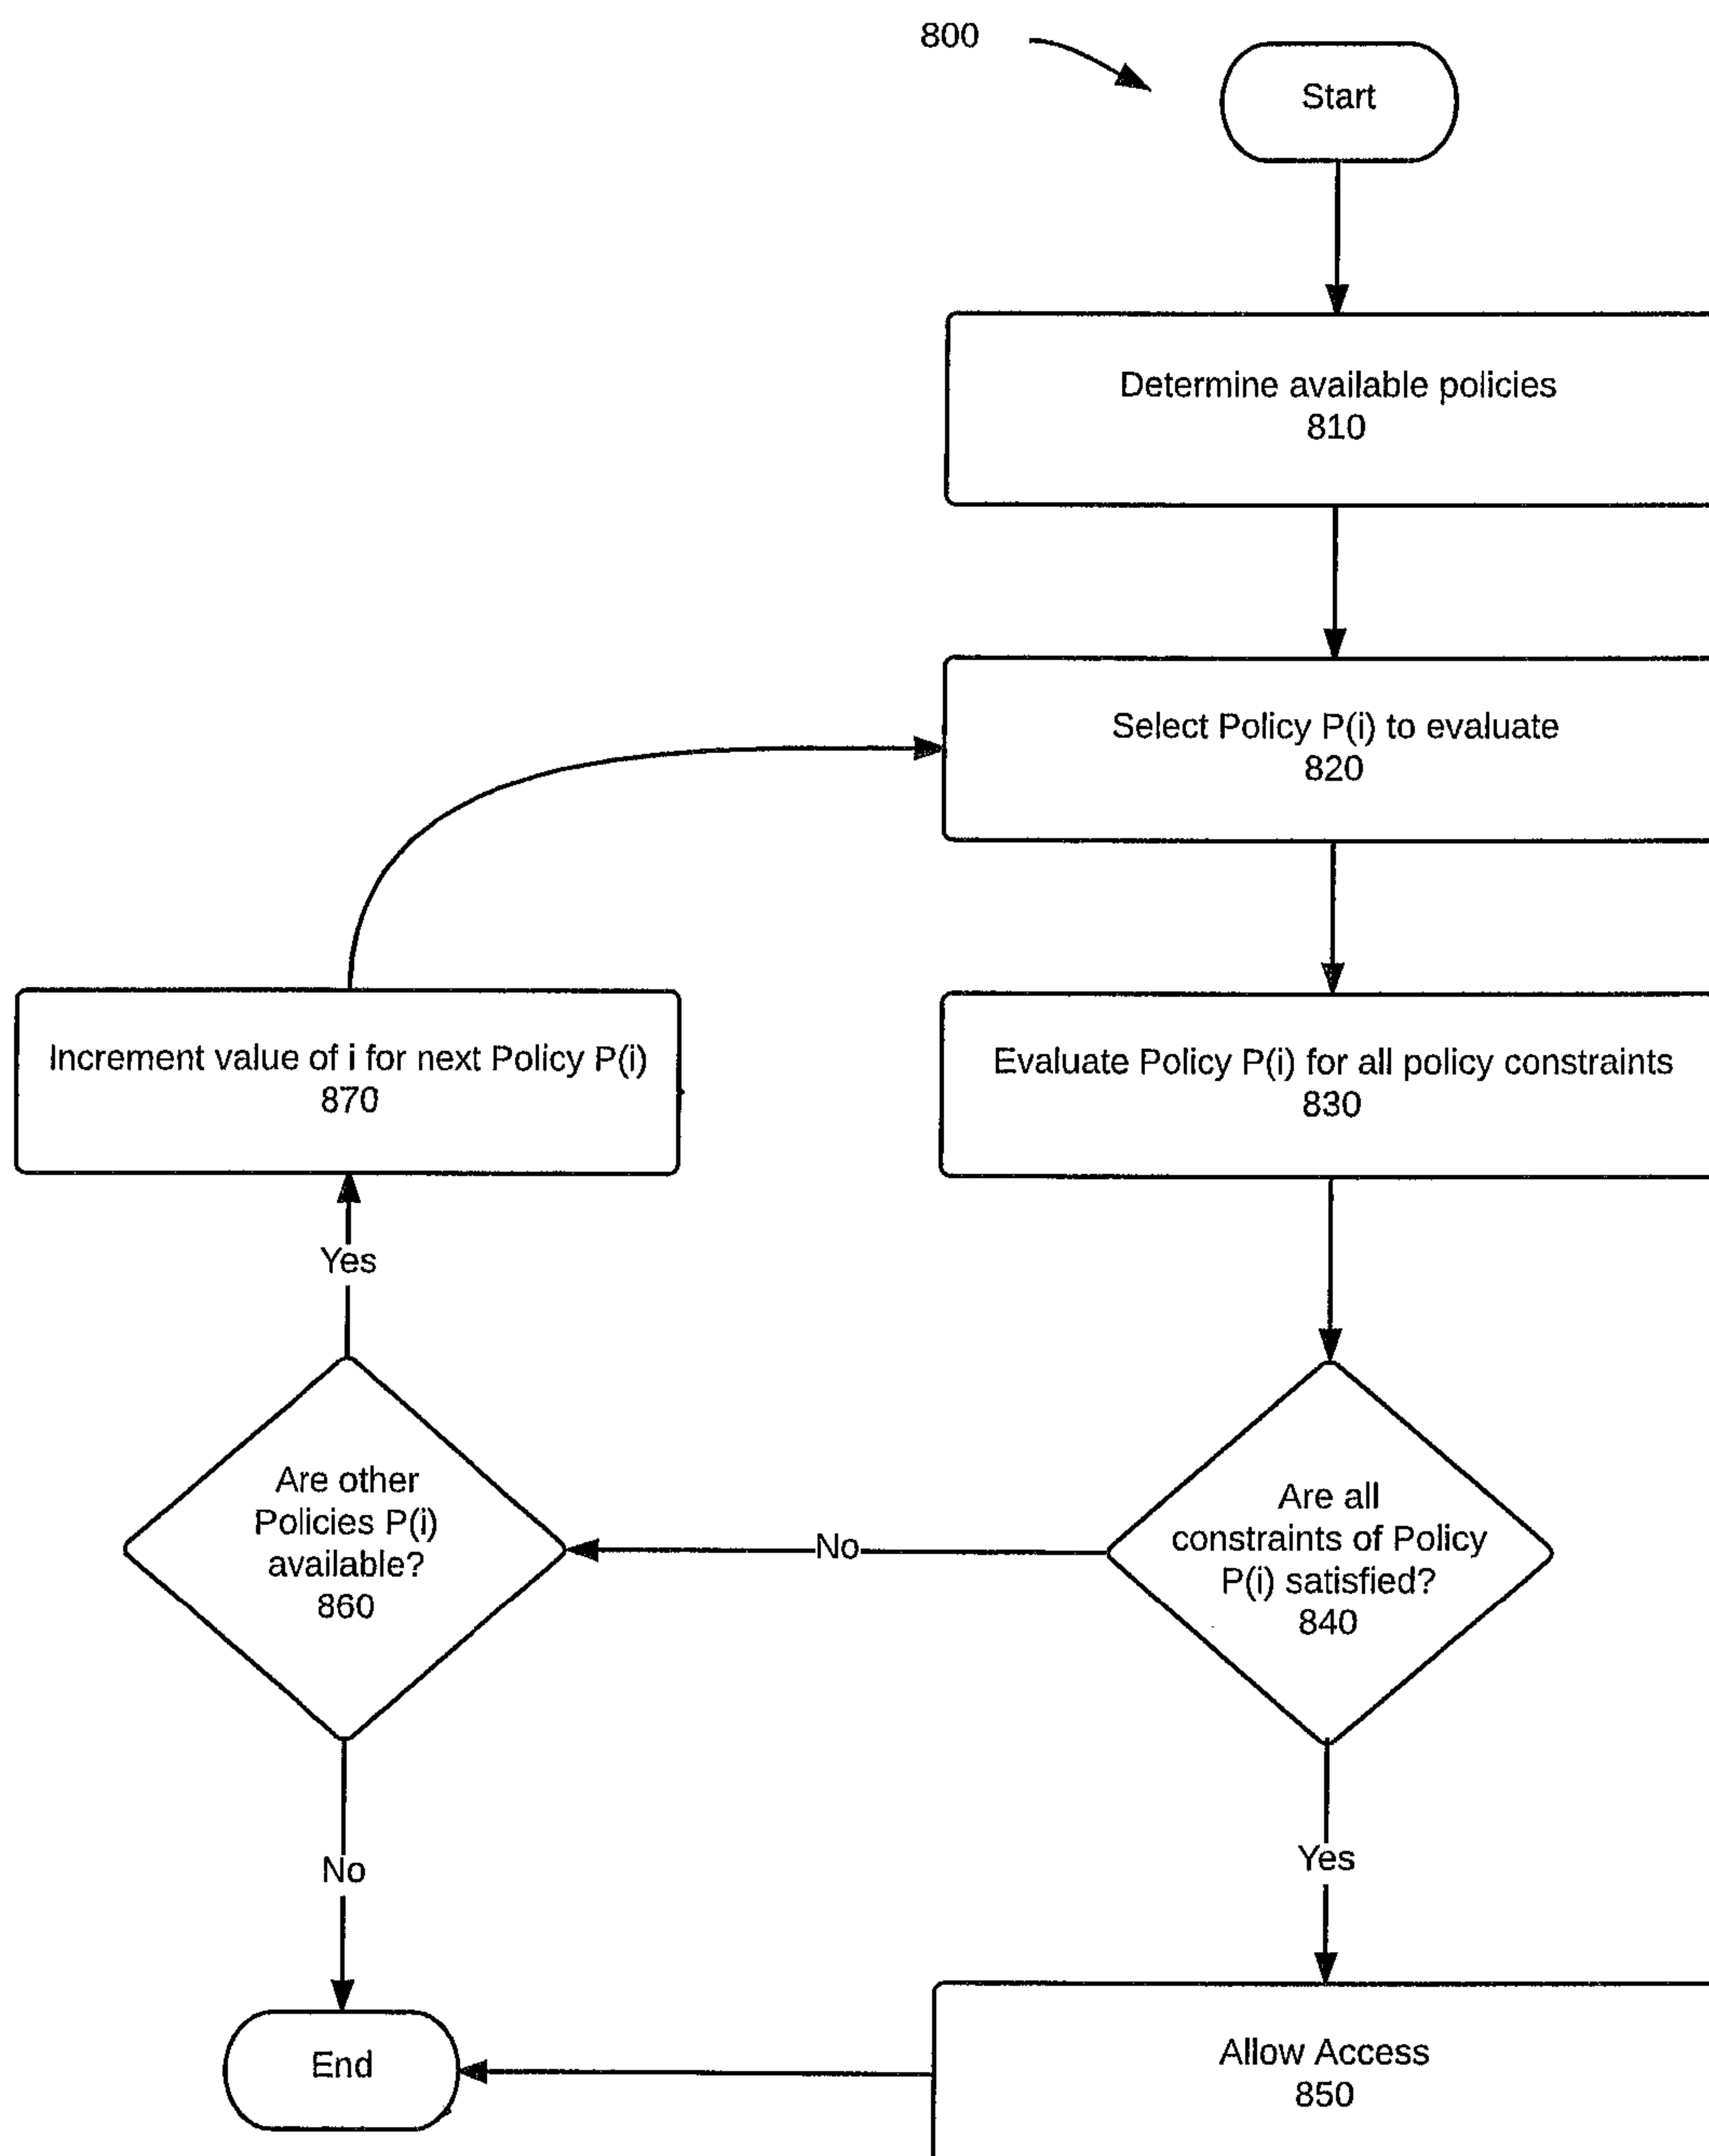 800
Start
Determine available policies
810
Select Policy P(i) to evaluate
820
Increment value of i for next Policy P(i)
870
Evaluate Policy P(i) for all policy constraints
830
Yes
Are other
Policies P(i)
available?
860
No
Are all
constraints of Policy
P(i) satisfied?
840
No
Yes
End
Allow Access
850